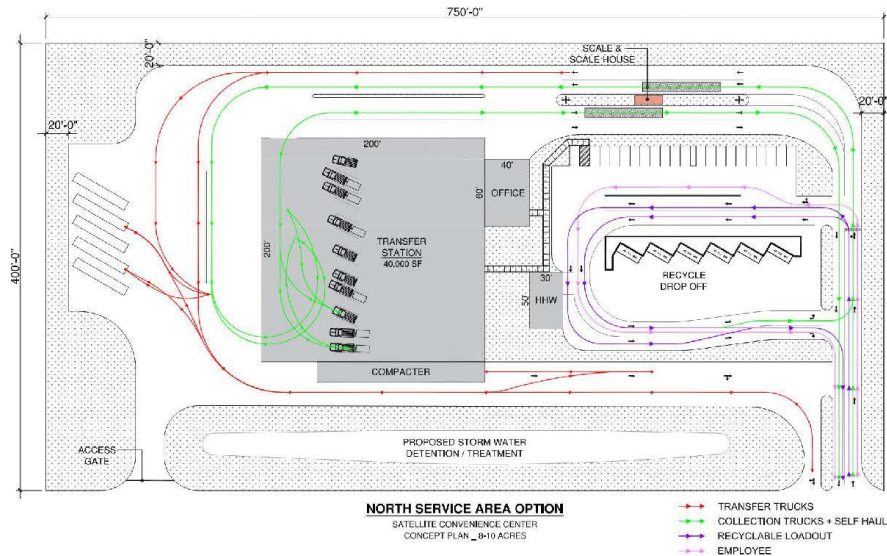 750'-0"
20'-0"
SCALE &
SCALE HOUSE
20'-0"
20'-0"
400'-0"
200'
40'
60'
OFFICE
200'
TRANSFER
STATION
40,000 SF
RECYCLE
DROP OFF
30'
50'
HHW
COMPACTER
ACCESS
GATE
PROPOSED STORM WATER
DETENTION / TREATMENT
NORTH SERVICE AREA OPTION
SATELLITE CONVENIENCE CENTER
CONCEPT PLAN _ 8-10 ACRES
TRANSFER TRUCKS
COLLECTION TRUCKS + SELF HAUL
RECYCLABLE LOADOUT
EMPLOYEE